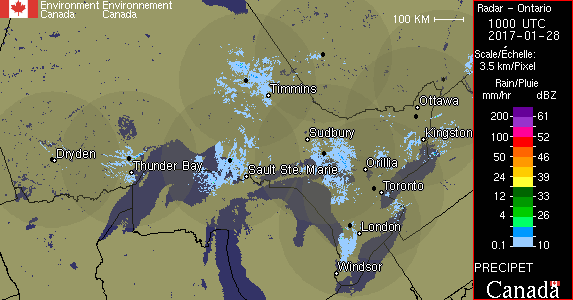 Environment Environnement
Canada Canada
100 KM
Timmins
Ottawa
Sudbury
Kingston
Dryden
Thunder Bay
Sault Ste. Marie
Orillia
Toronto
London
Windsor
Radar - Ontario
1000 UTC
2017-01-28
Scale/Échelle:
3.5 km/Pixel
Rain/Pluie
mm/hr dBZ
200 61
100 52
50 46
24 39
12 33
4 26
1 20
0.1 10
PRECIPET
Canada